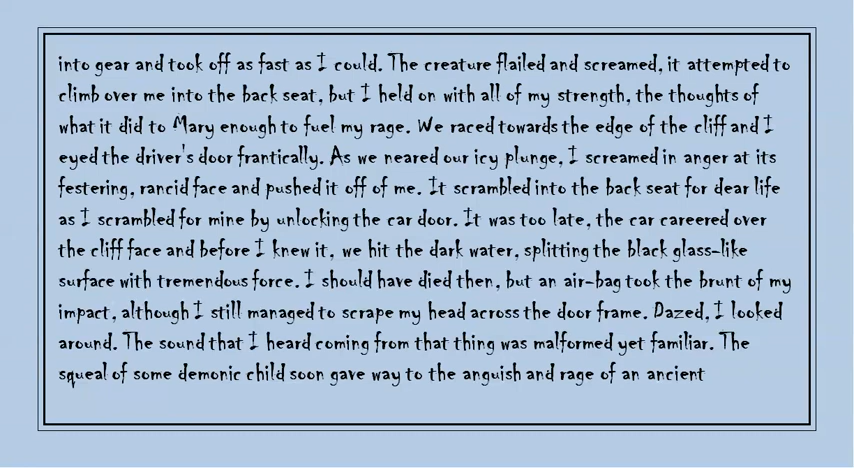 into gear and took off as fast as I could. The creature flailed and screamed, it attempted to
climb over me into the back seat, but I held on with all of my strength, the thoughts of
what it did to Mary enough to fuel my rage. We raced towards the edge of the cliff and I
eyed the driver's door frantically. As we neared our icy plunge, I screamed in anger at its
festering, rancid face and pushed it off of me. It scrambled into the back seat for dear life
as I scrambled for mine by unlocking the car door. It was too late, the car careered over
the cliff face and before I knew it, we hit the dark water, splitting the black glass-like
surface with tremendous force. I should have died then, but an air-bag took the brunt of my
impact, although I still managed to scrape my head across the door frame. Dazed, I looked
around. The sound that I heard coming from that thing was malformed yet familiar. The
squeal of some demonic child soon gave way to the anguish and rage of an ancient